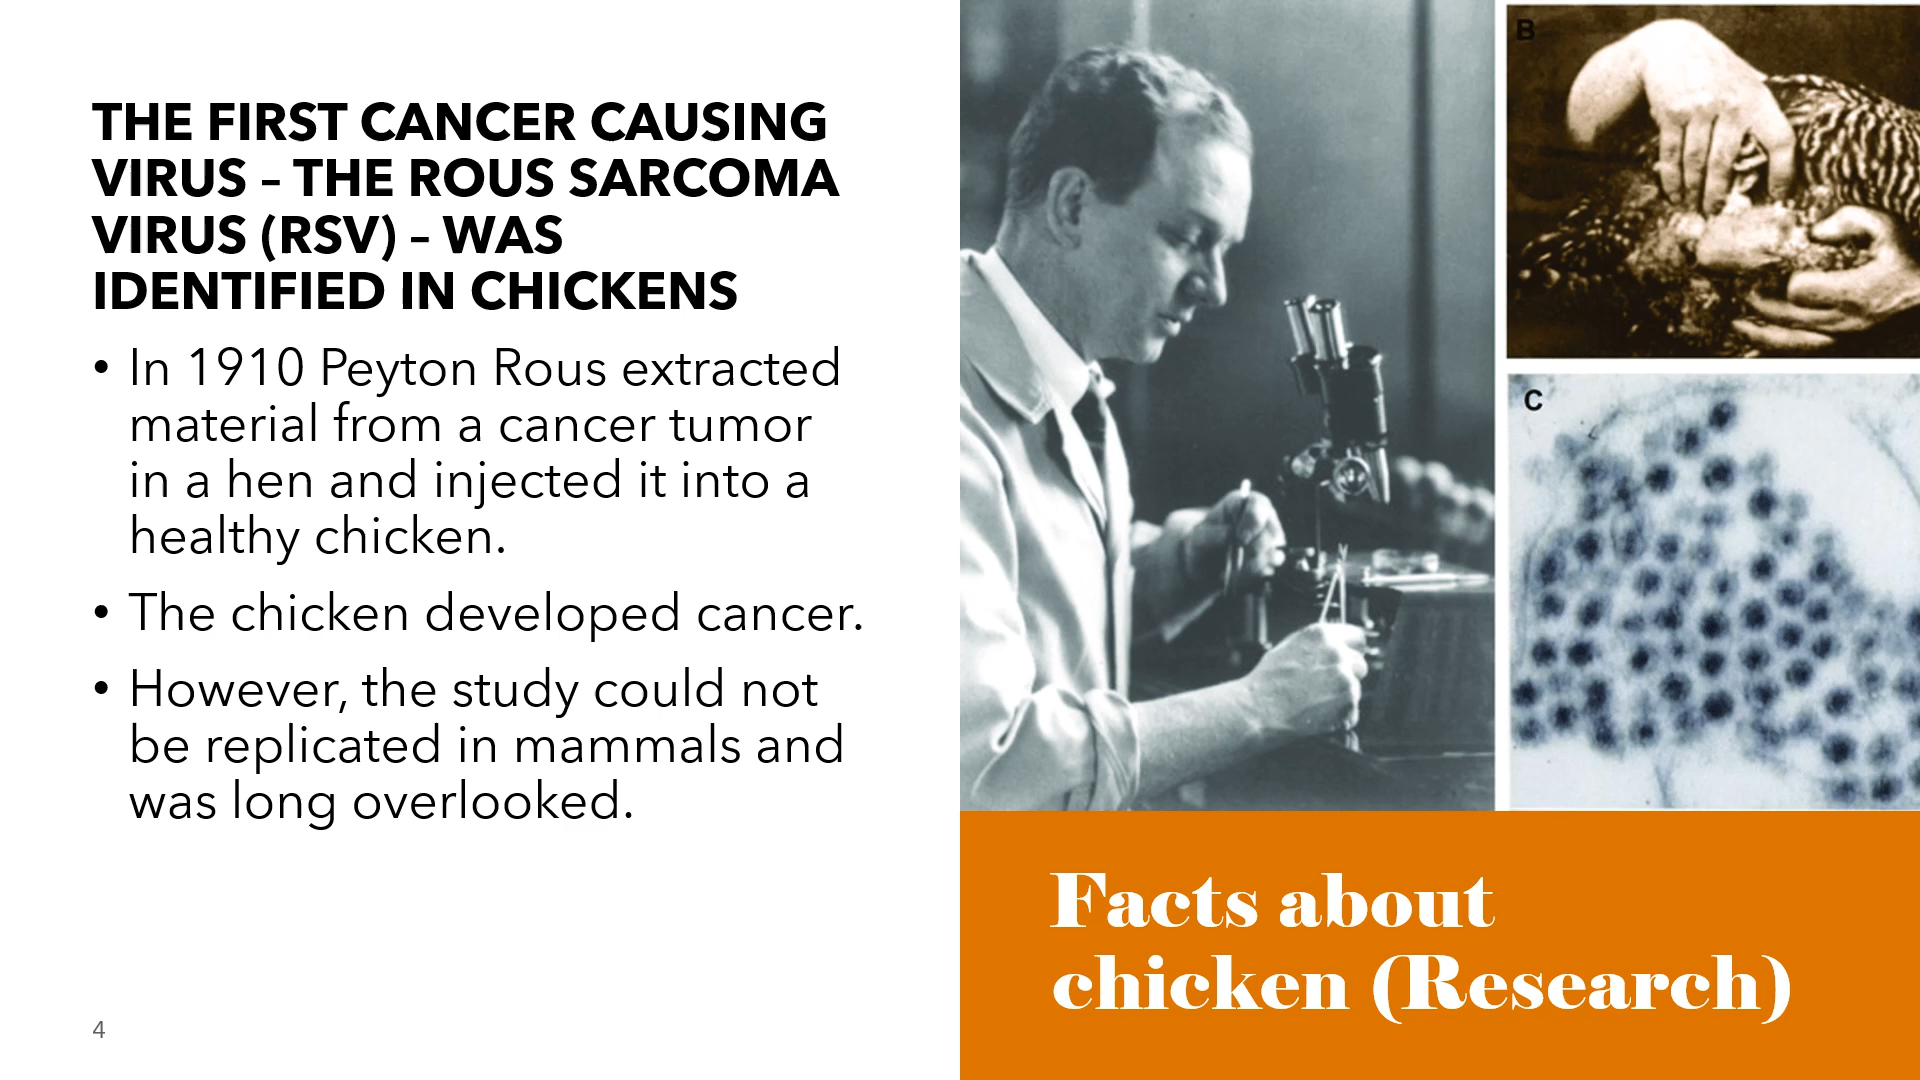 THE FIRST CANCER CAUSING
VIRUS – THE ROUS SARCOMA
VIRUS (RSV) – WAS
IDENTIFIED IN CHICKENS
• In 1910 Peyton Rous extracted
material from a cancer tumor
in a hen and injected it into a
healthy chicken.
• The chicken developed cancer.
• However, the study could not
be replicated in mammals and
was long overlooked.
4
B
C
Facts about
chicken (Research)